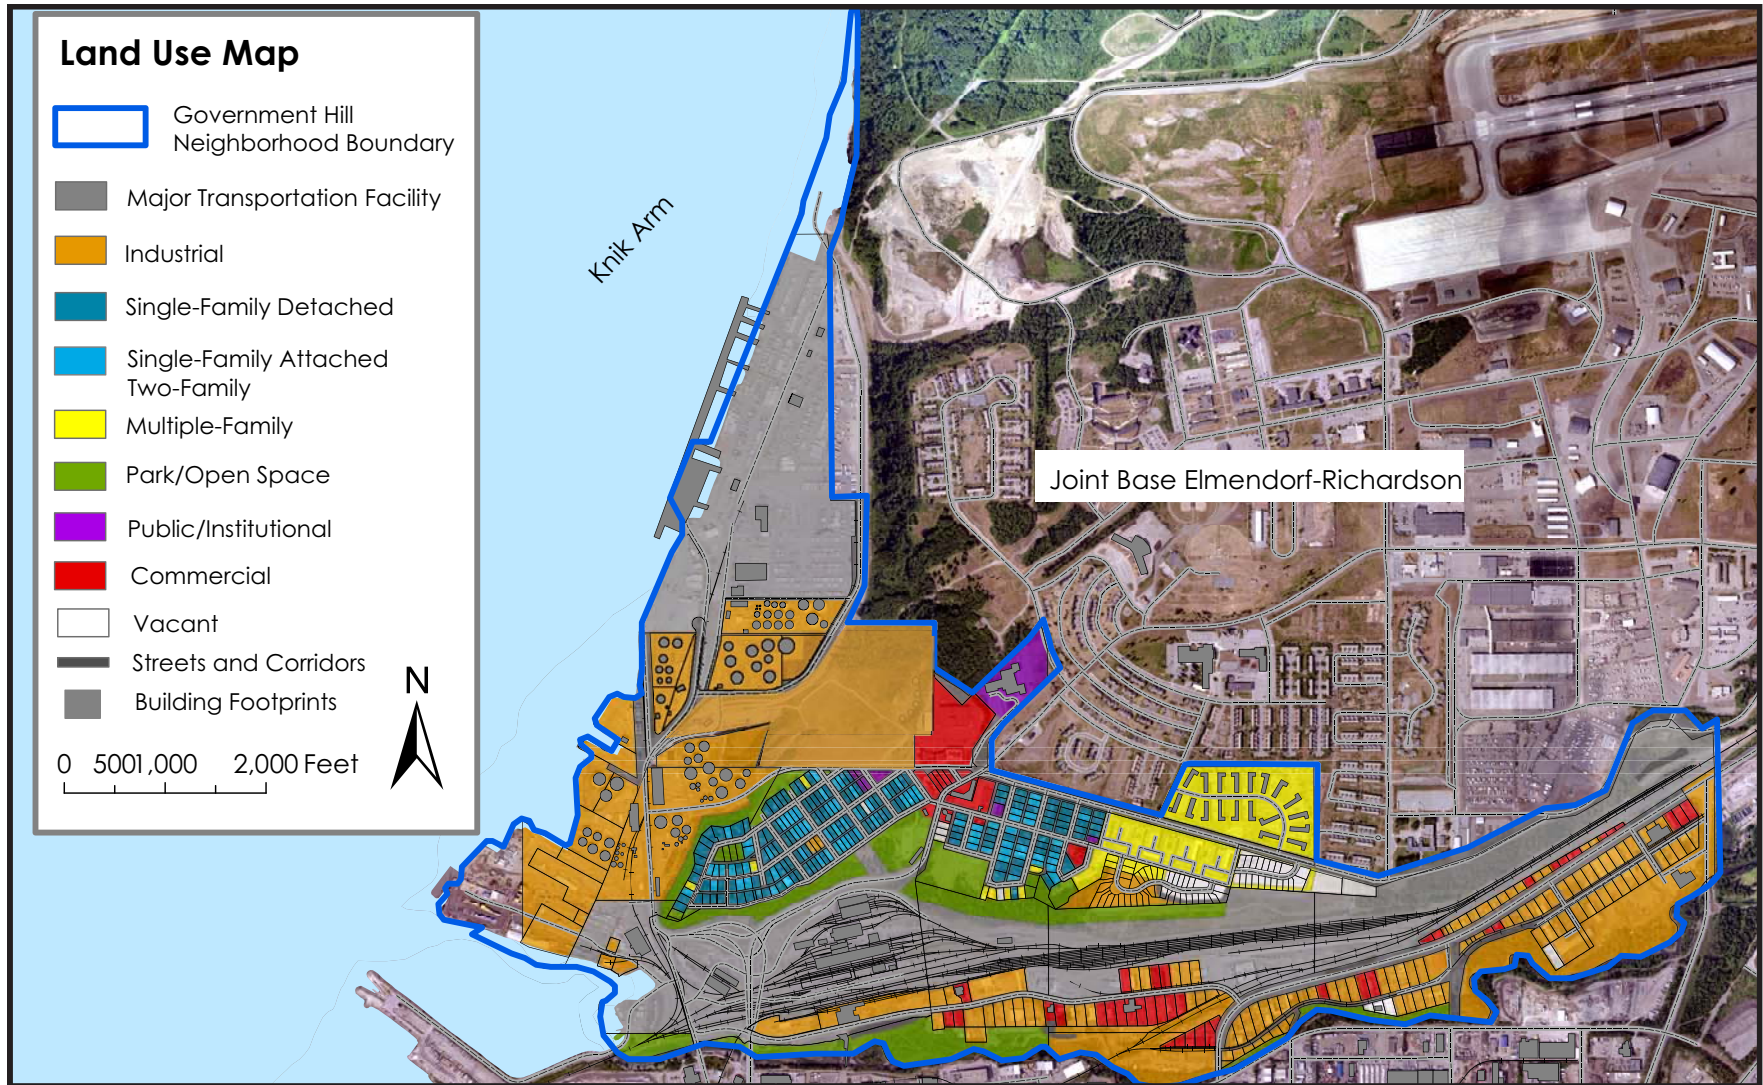 Land Use Map
Government Hill
Neighborhood Boundary
Major Transportation Facility
Industrial
Single-Family Detached
Single-Family Attached
Two-Family
Multiple-Family
Park/Open Space
Public/Institutional
Commercial
Vacant
Streets and Corridors
Building Footprints
N
0 5001,000 2,000 Feet
Knik Arm
Joint Base Elmendorf-Richardson